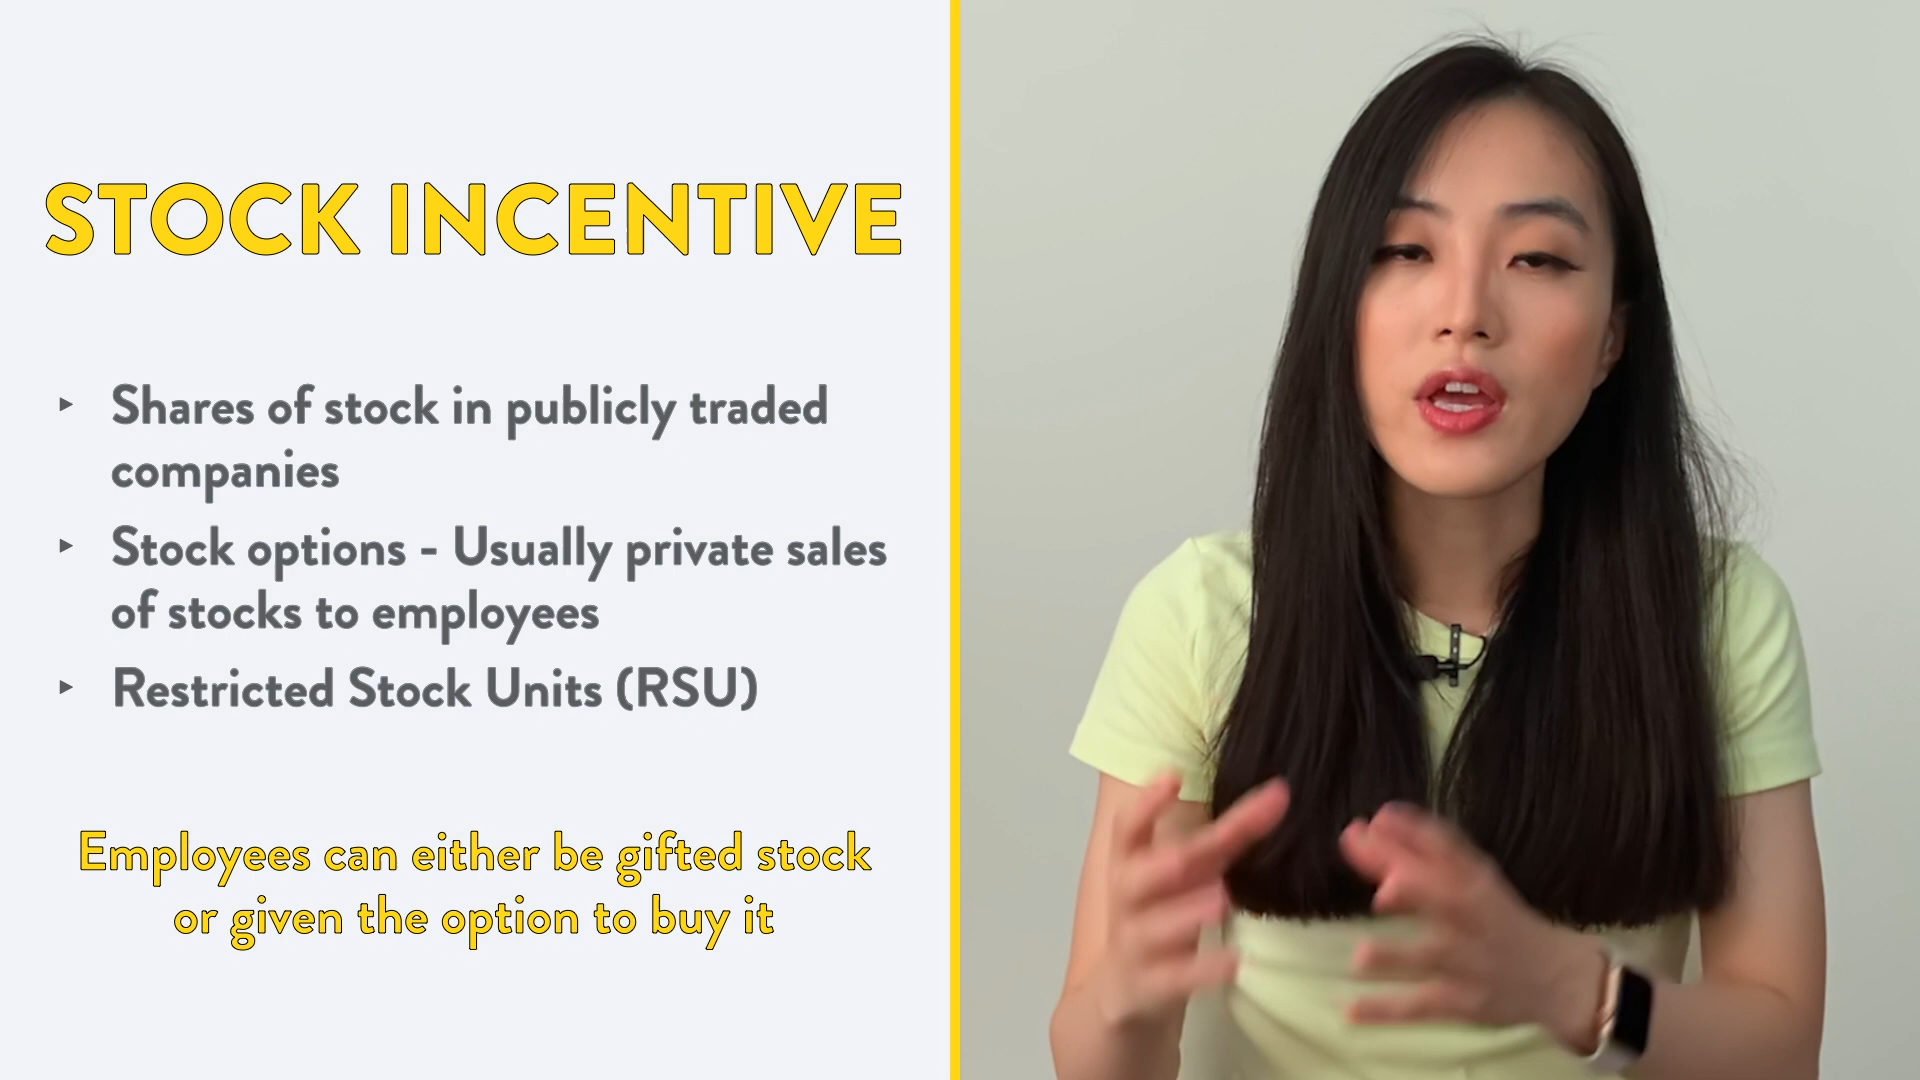 STOCK INCENTIVE
‣ Shares of stock in publicly traded
companies
‣ Stock options - Usually private sales
of stocks to employees
‣ Restricted Stock Units (RSU)
Employees can either be gifted stock
or given the option to buy it